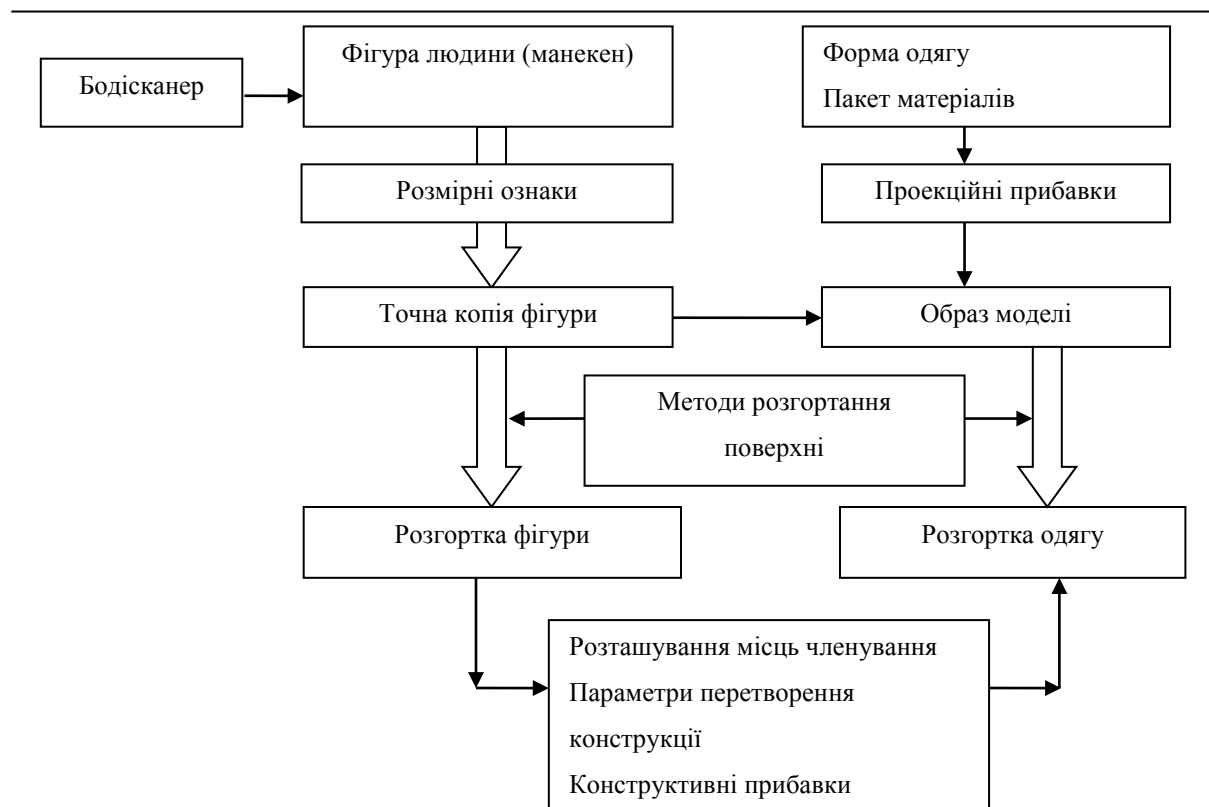 Бодісканер
Фігура людини (манекен)
Форма одягу
Пакет матеріалів
Розмірні ознаки
Проекційні прибавки
Точна копія фігури
Образ моделі
Методи розгортання
поверхні
Розгортка фігури
Розгортка одягу
Розташування місць членування
Параметри перетворення
конструкції
Конструктивні прибавки